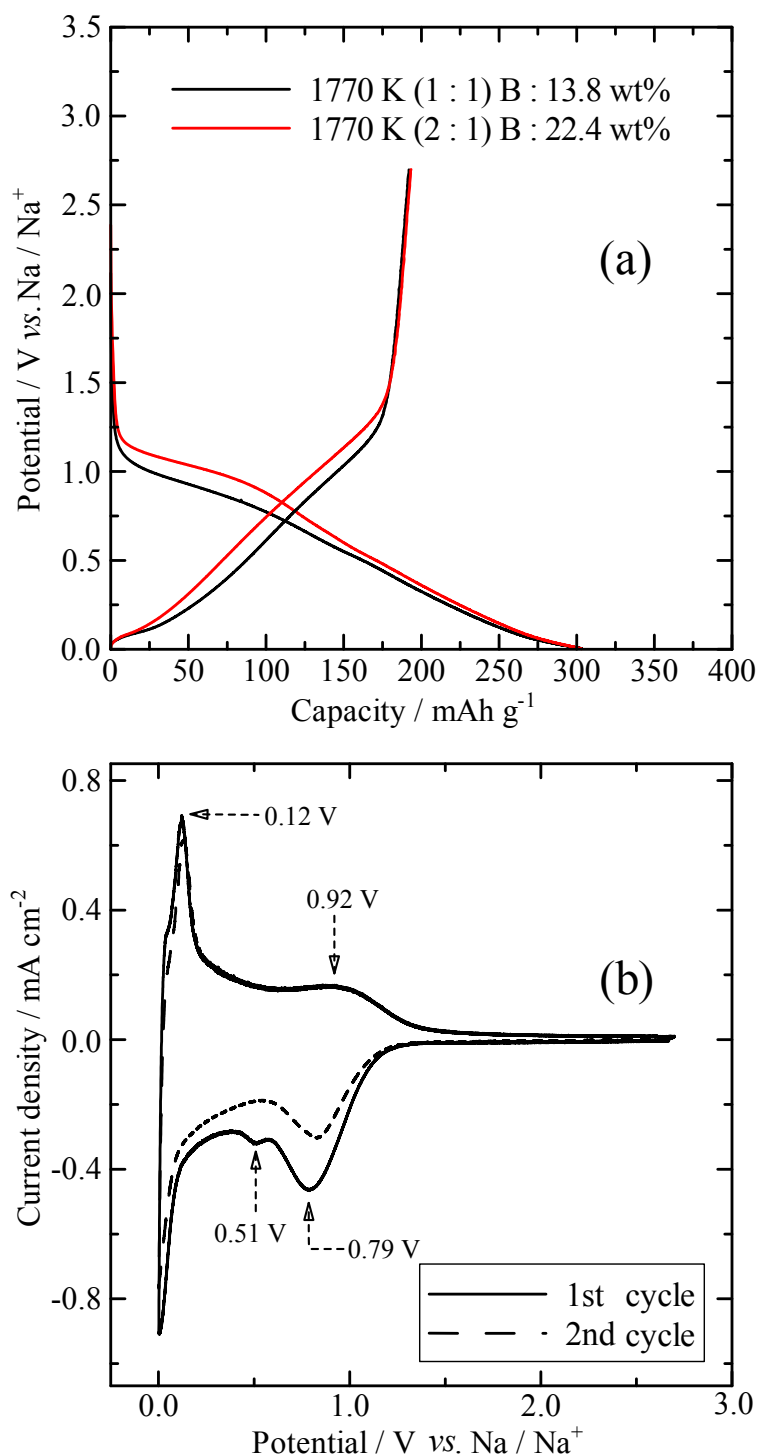 3.5
3.0
2.5
2.0
1.5
1.0
0.5
0.0
Potential / V vs. Na / Na⁺
1770 K (1 : 1) B : 13.8 wt%
1770 K (2 : 1) B : 22.4 wt%
(a)
0 50 100 150 200 250 300 350 400
Capacity / mAh g⁻¹
0.8
0.4
0.0
-0.4
-0.8
Current density / mA cm⁻²
0.12 V
0.92 V
(b)
0.51 V
0.79 V
1st cycle
2nd cycle
0.0 1.0 2.0 3.0
Potential / V vs. Na / Na⁺